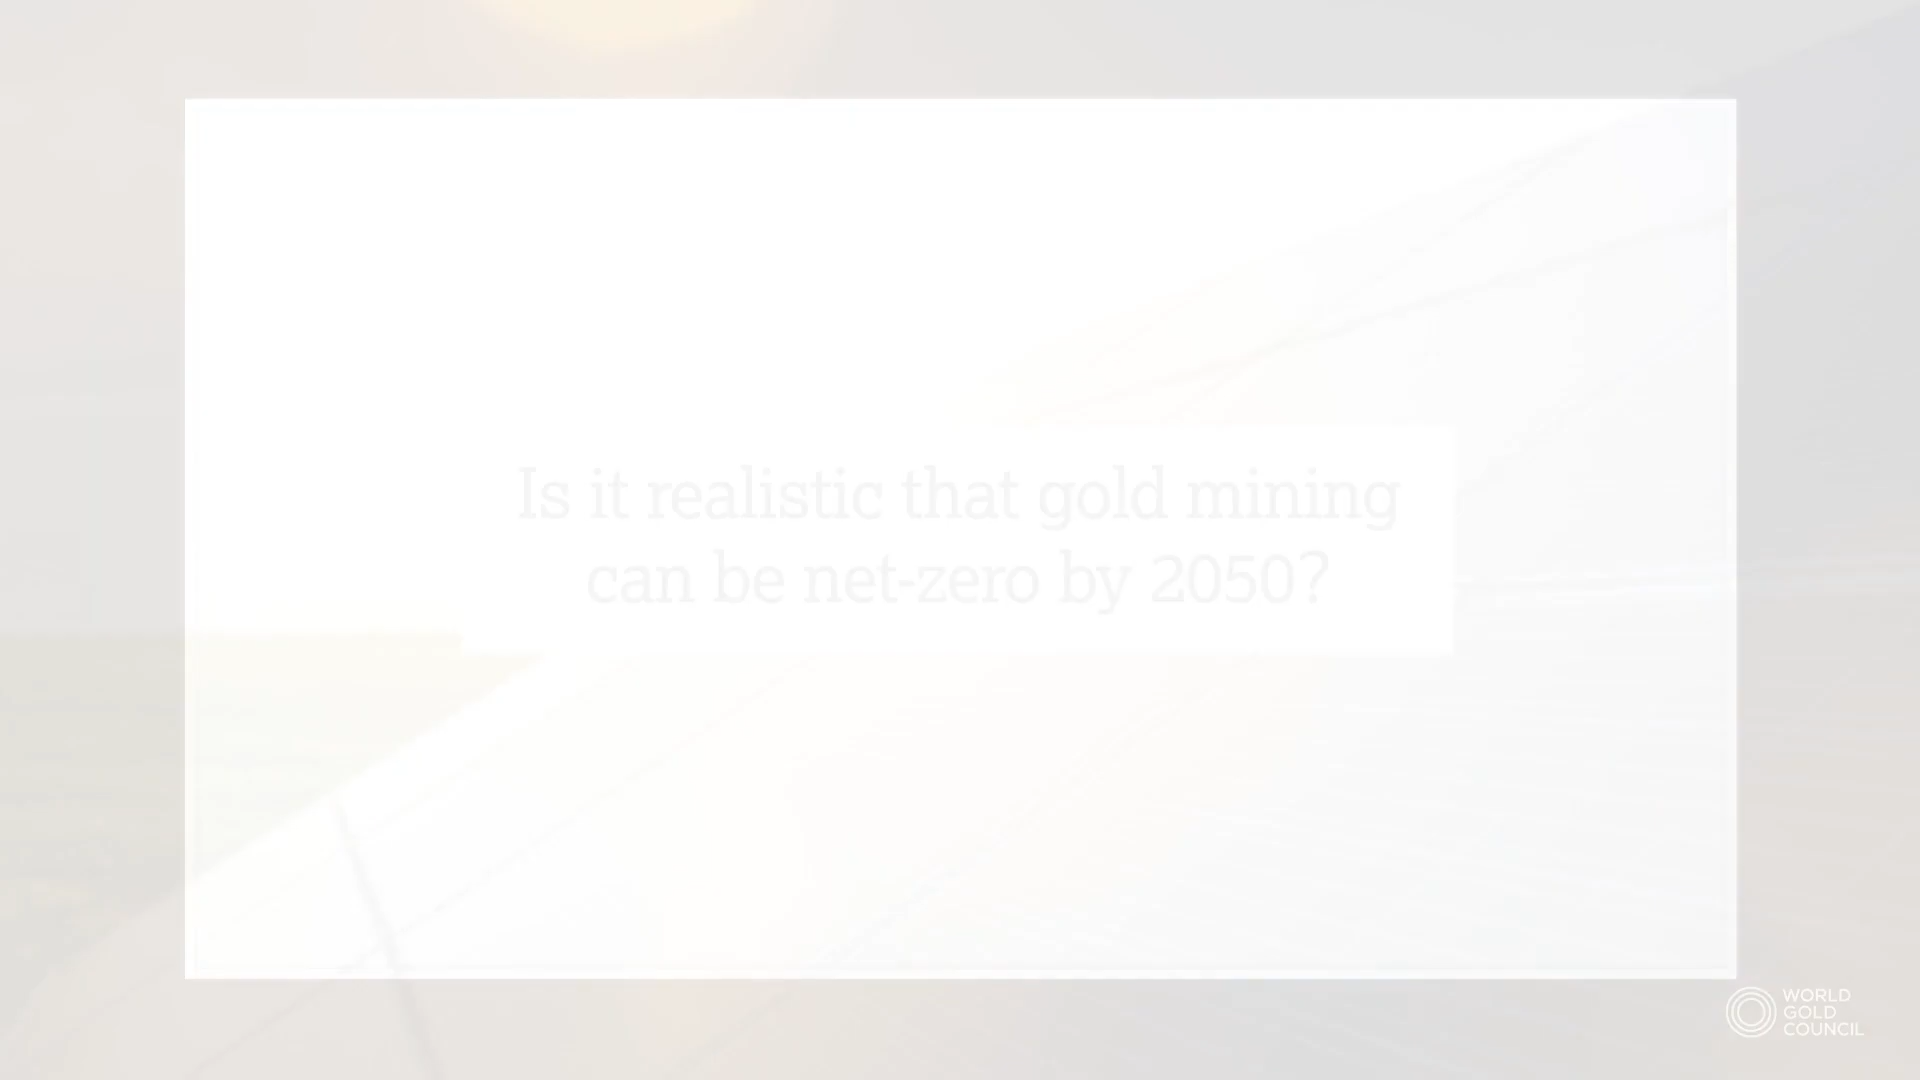 Is it realistic that gold mining
can be net-zero by 2050?
WORLD
GOLD
COUNCIL